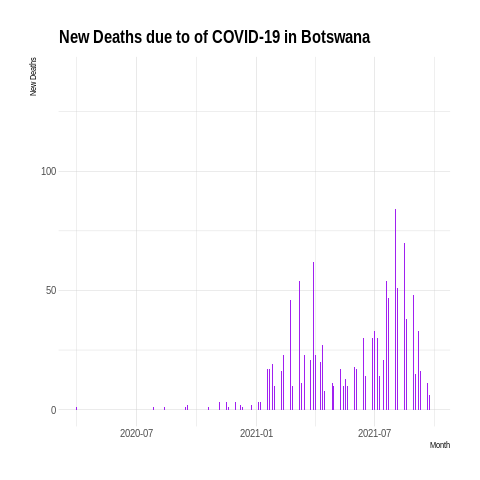 New Deaths due to of COVID-19 in Botswana
New Deaths
100
50
0
2020-07
2021-01
2021-07
Month